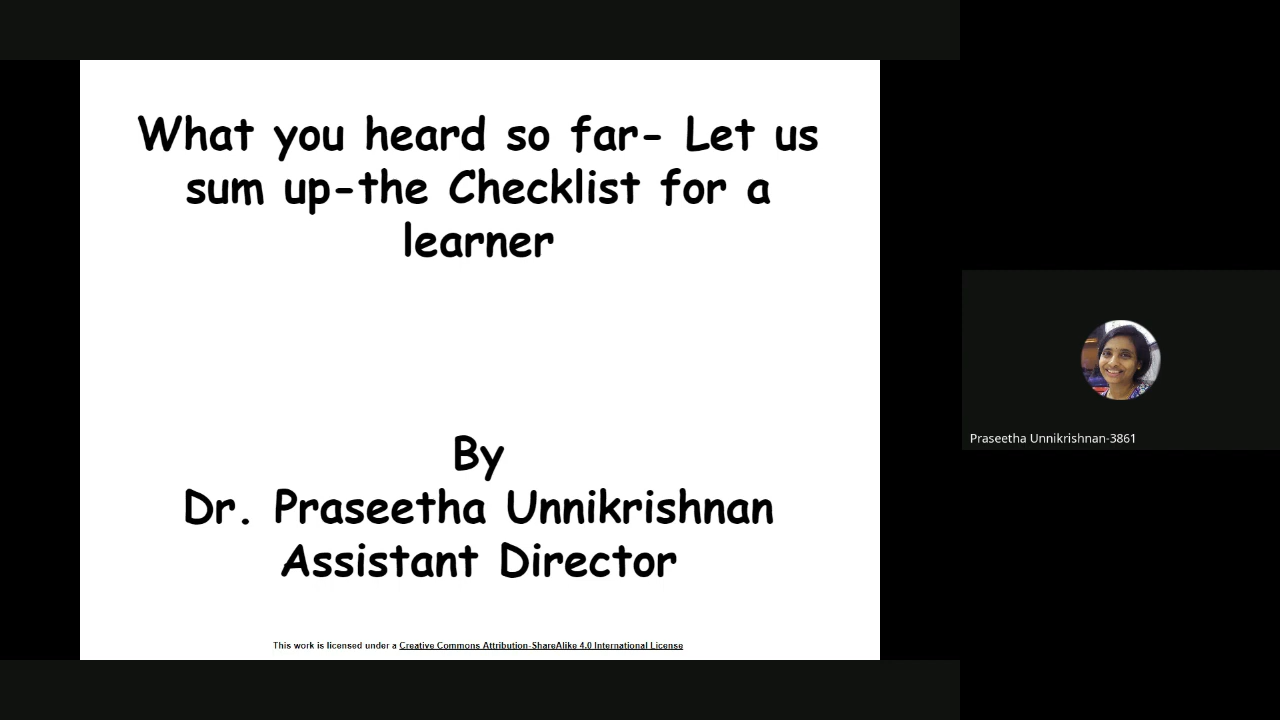 What you heard so far- Let us
sum up-the Checklist for a
learner
By
Dr. Praseetha Unnikrishnan
Assistant Director
This work is licensed under a Creative Commons Attribution-ShareAlike 4.0 International License
Praseetha Unnikrishnan-3861